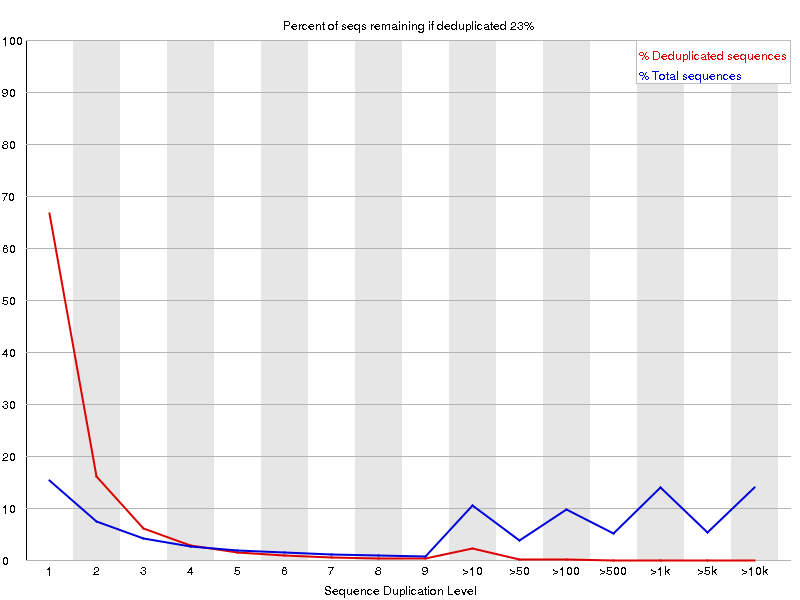 Percent of seqs remaining if deduplicated 23%
% Deduplicated sequences
% Total sequences
100
90
80
70
60
50
40
30
20
10
0
1 2 3 4 5 6 7 8 9 >10 >50 >100 >500 >1k >5k >10k
Sequence Duplication Level